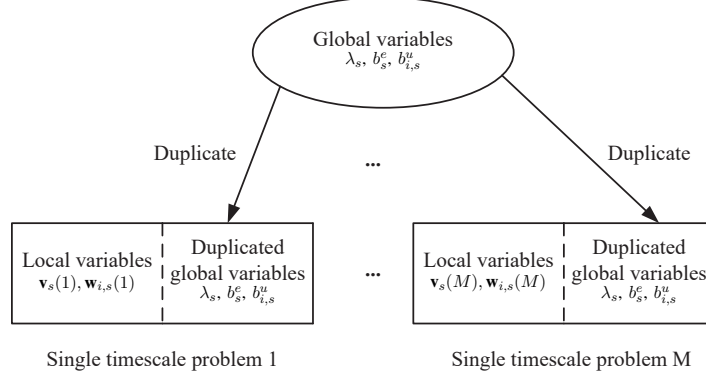 Global variables
λ_s, b_s^e, b_{i,s}^u
Duplicate
...
Duplicate
Local variables
v_s(1), w_{i,s}(1)
Duplicated
global variables
λ_s, b_s^e, b_{i,s}^u
...
Local variables
v_s(M), w_{i,s}(M)
Duplicated
global variables
λ_s, b_s^e, b_{i,s}^u
Single timescale problem 1
Single timescale problem M